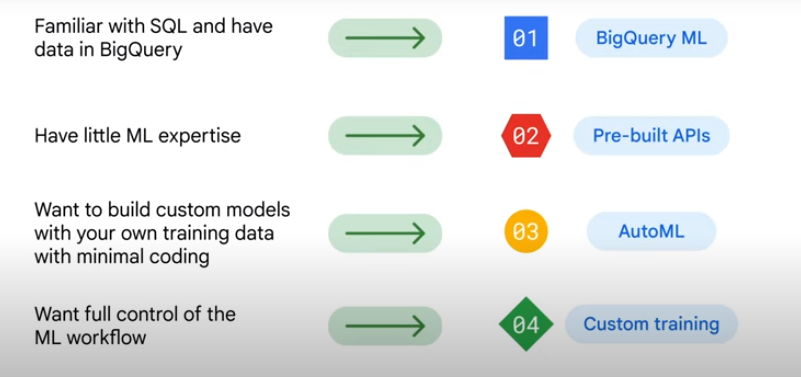 Familiar with SQL and have
data in BigQuery
01
BigQuery ML
Have little ML expertise
02
Pre-built APIs
Want to build custom models
with your own training data
with minimal coding
03
AutoML
Want full control of the
ML workflow
04
Custom training